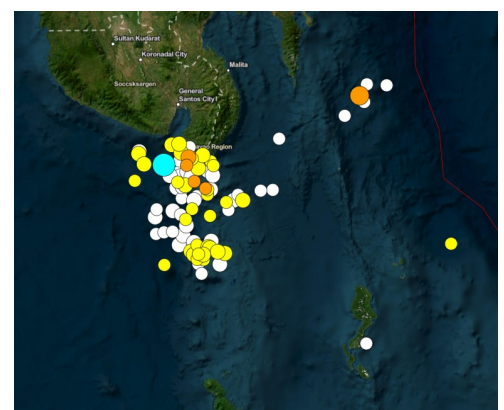 Sultan Kudarat
Koronadal City
Malita
Soccsksargen
General
Santos City
Region